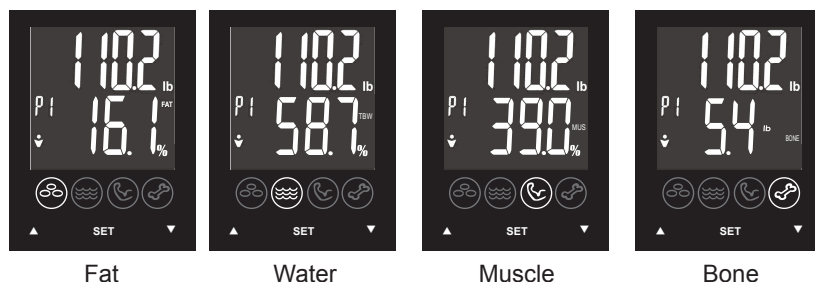 110.2 lb
P1
16.1 % FAT
▲ SET ▼
Fat
110.2 lb
P1
58.7 % TBW
▲ SET ▼
Water
110.2 lb
P1
39.0 % MUS
▲ SET ▼
Muscle
110.2 lb
P1
5.4 lb BONE
▲ SET ▼
Bone